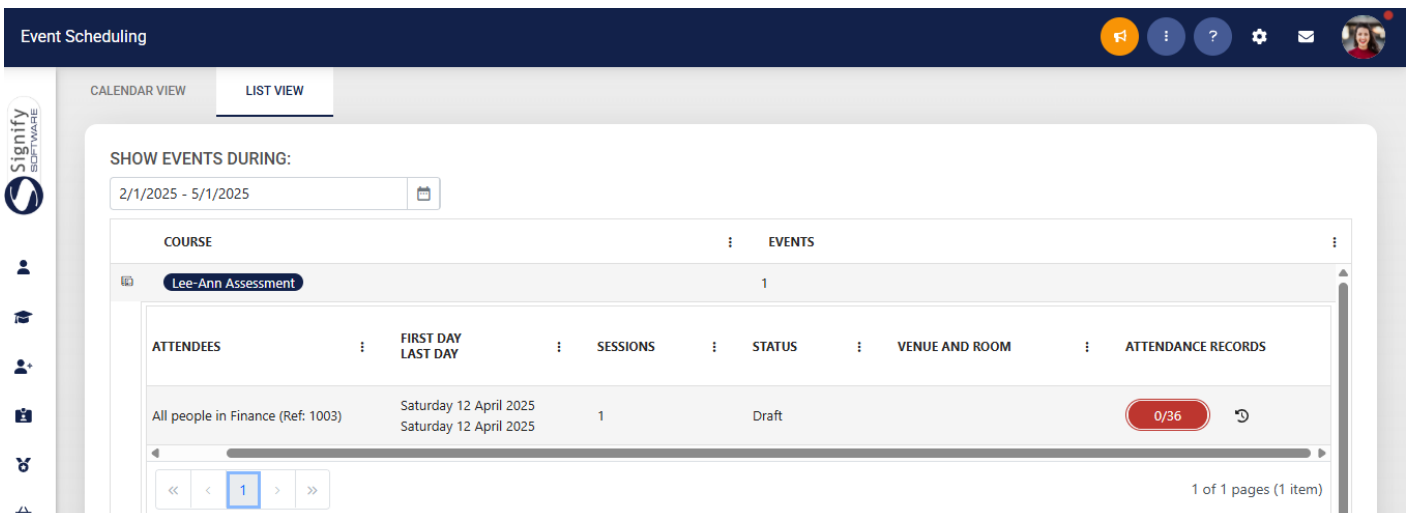 Event Scheduling
?
CALENDAR VIEW
LIST VIEW
Signify
SOFTWARE
SHOW EVENTS DURING:
2/1/2025 - 5/1/2025
COURSE
EVENTS
Lee-Ann Assessment
1
ATTENDEES
FIRST DAY
LAST DAY
SESSIONS
STATUS
VENUE AND ROOM
ATTENDANCE RECORDS
All people in Finance (Ref: 1003)
Saturday 12 April 2025
Saturday 12 April 2025
1
Draft
0/36
1
1 of 1 pages (1 item)